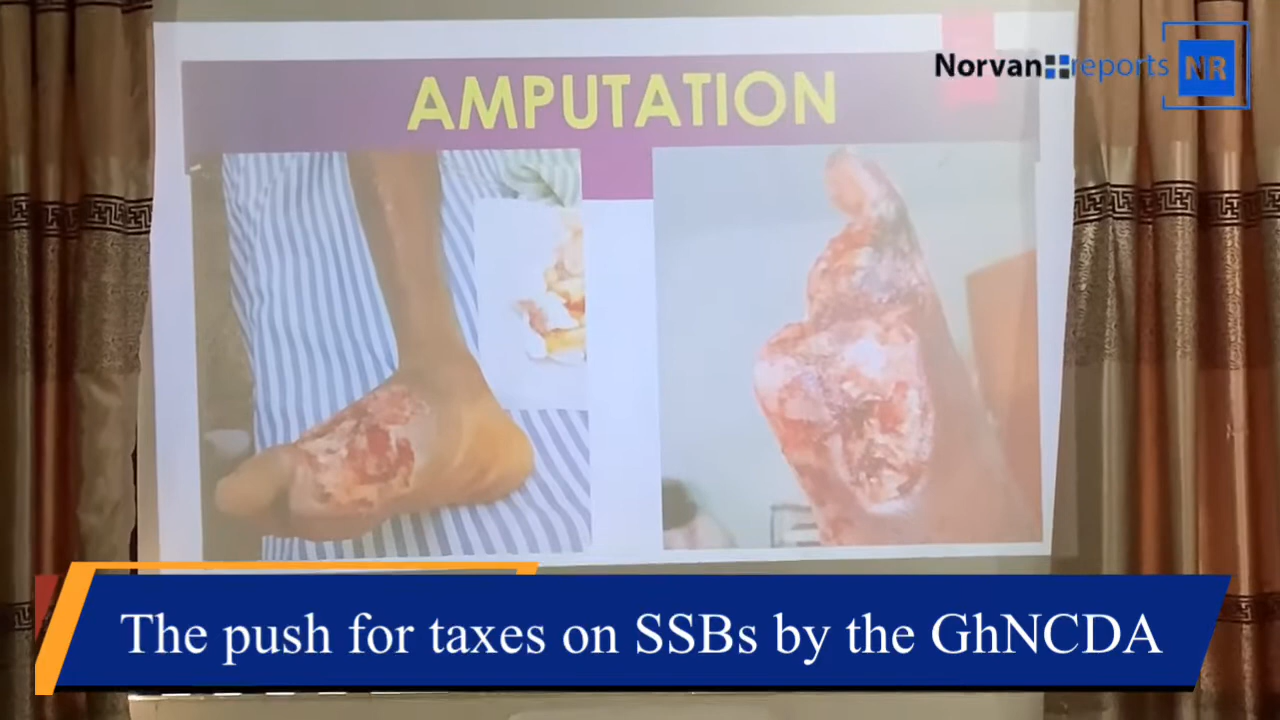 AMPUTATION
Norvan reports
NR
The push for taxes on SSBs by the GhNCDA